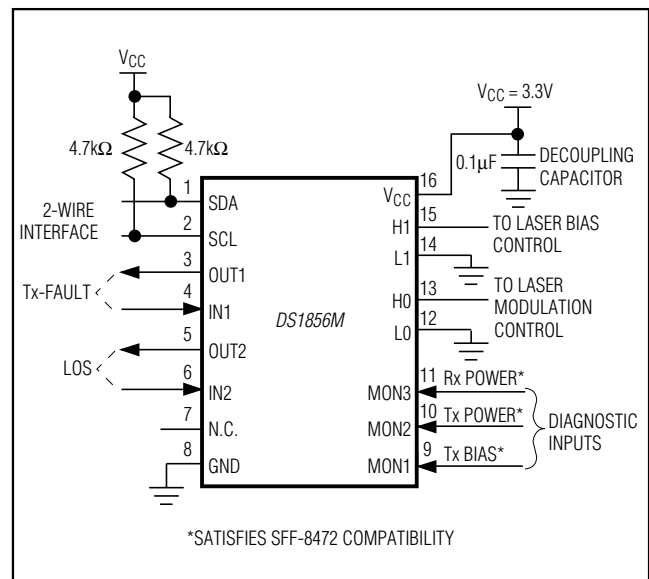 VCC
4.7kΩ 4.7kΩ
2-WIRE
INTERFACE
Tx-FAULT
LOS
1 SDA
2 SCL
3 OUT1
4 IN1
5 OUT2
6 IN2
7 N.C.
8 GND
DS1856M
VCC = 3.3V
0.1µF
DECOUPLING
CAPACITOR
16 VCC
15 H1
TO LASER BIAS
CONTROL
14 L1
13 H0
TO LASER
MODULATION
CONTROL
12 L0
MON3 11 Rx POWER*
MON2 10 Tx POWER*
MON1 9 Tx BIAS*
DIAGNOSTIC
INPUTS
*SATISFIES SFF-8472 COMPATIBILITY